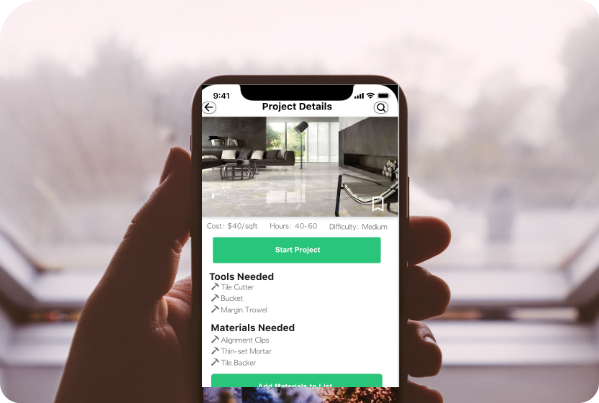 9:41
Project Details
Cost: $40/sqft Hours: 40-60 Difficulty: Medium
Start Project
Tools Needed
Tile Cutter
Bucket
Margin Trowel
Materials Needed
Alignment Clips
Thin-set Mortar
Tile Backer
Add Materials to List